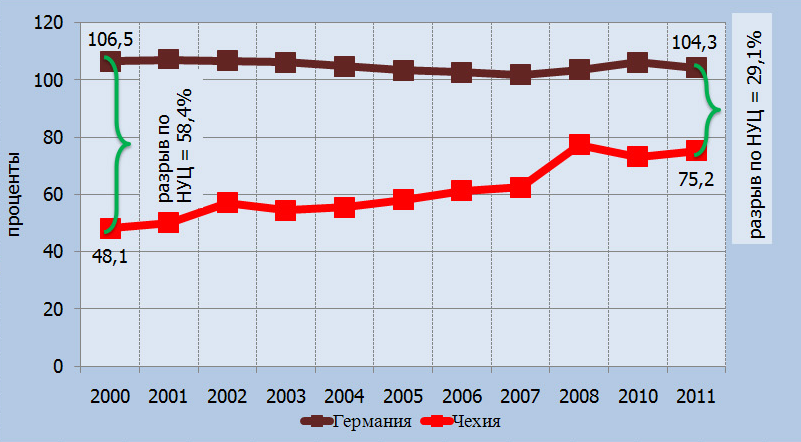 120
100
80
60
40
20
0
проценты
106,5
48,1
разрыв по
НУЦ = 58,4%
104,3
75,2
разрыв по НУЦ = 29,1%
2000 2001 2002 2003 2004 2005 2006 2007 2008 2010 2011
Германия Чехия